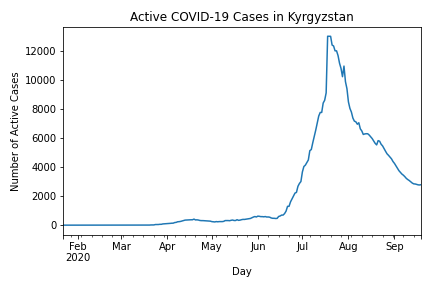 Active COVID-19 Cases in Kyrgyzstan
Number of Active Cases
12000
10000
8000
6000
4000
2000
0
Feb Mar Apr May Jun Jul Aug Sep
2020
Day